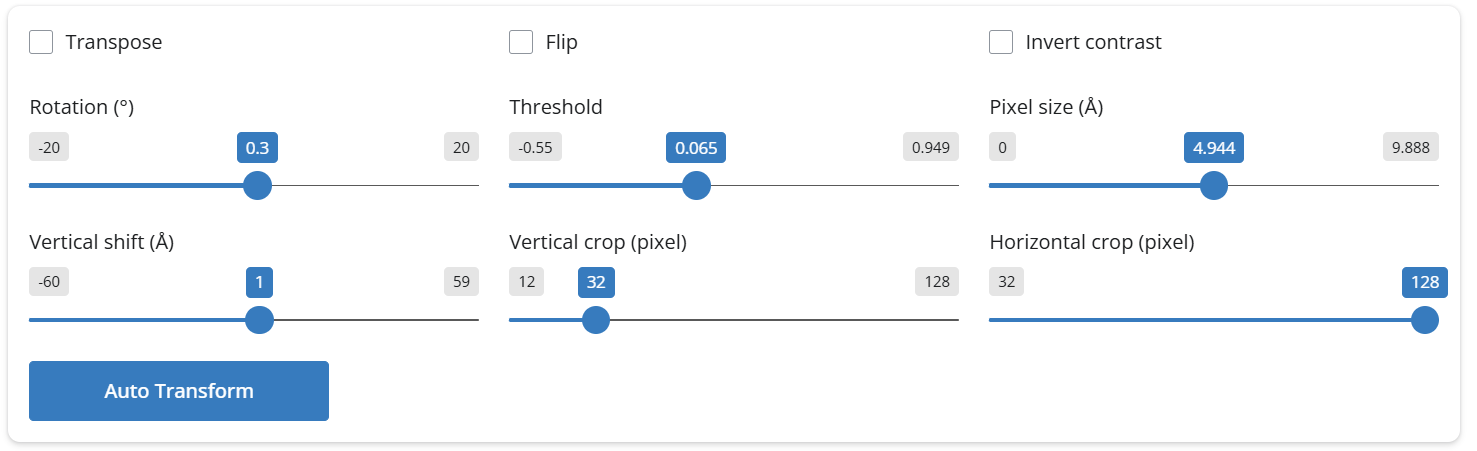 Transpose Flip Invert contrast
Rotation (°) Threshold Pixel size (Å)
-20 0.3 20 -0.55 0.065 0.949 0 4.944 9.888
Vertical shift (Å) Vertical crop (pixel) Horizontal crop (pixel)
-60 1 59 12 32 128 32 128
Auto Transform